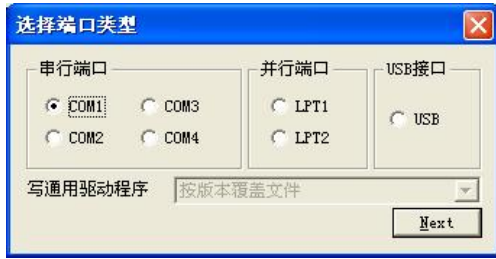 选择端口类型
串行端口 并行端口 USB接口
COM1 COM3 LPT1 USB
COM2 COM4 LPT2
写通用驱动程序 按版本覆盖文件
Next